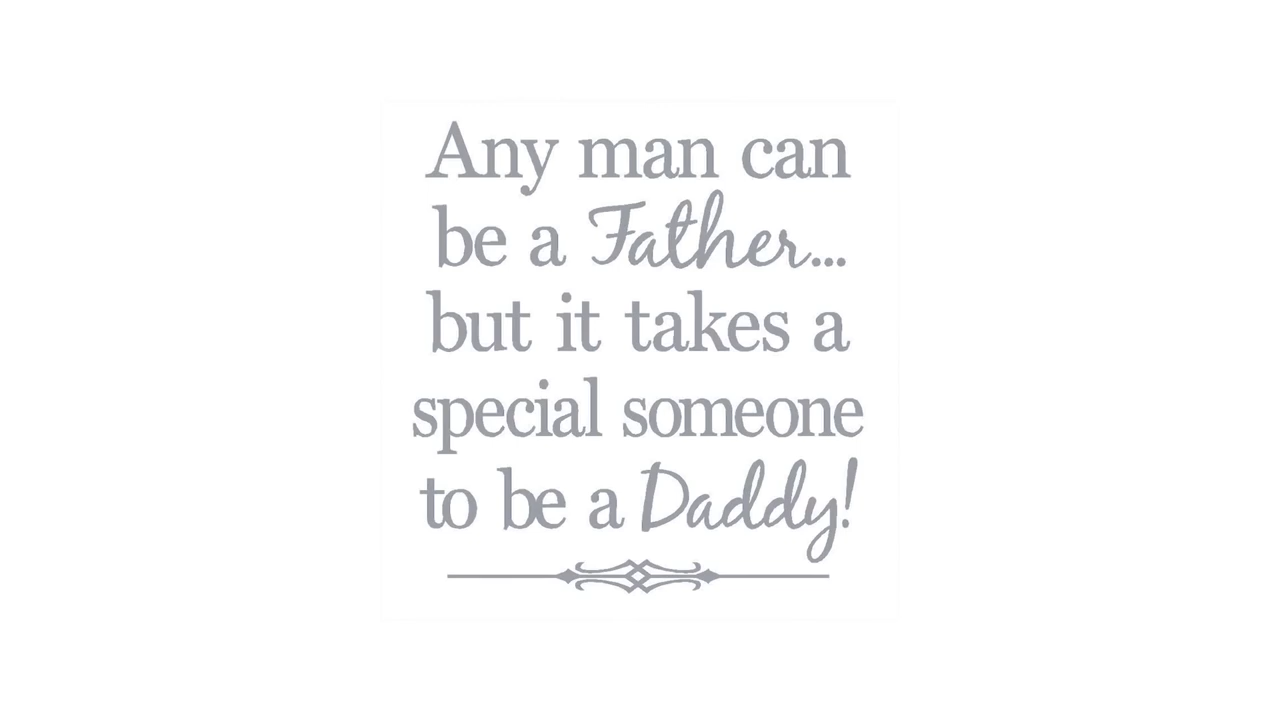 Any man can
be a Father...
but it takes a
special someone
to be a Daddy!